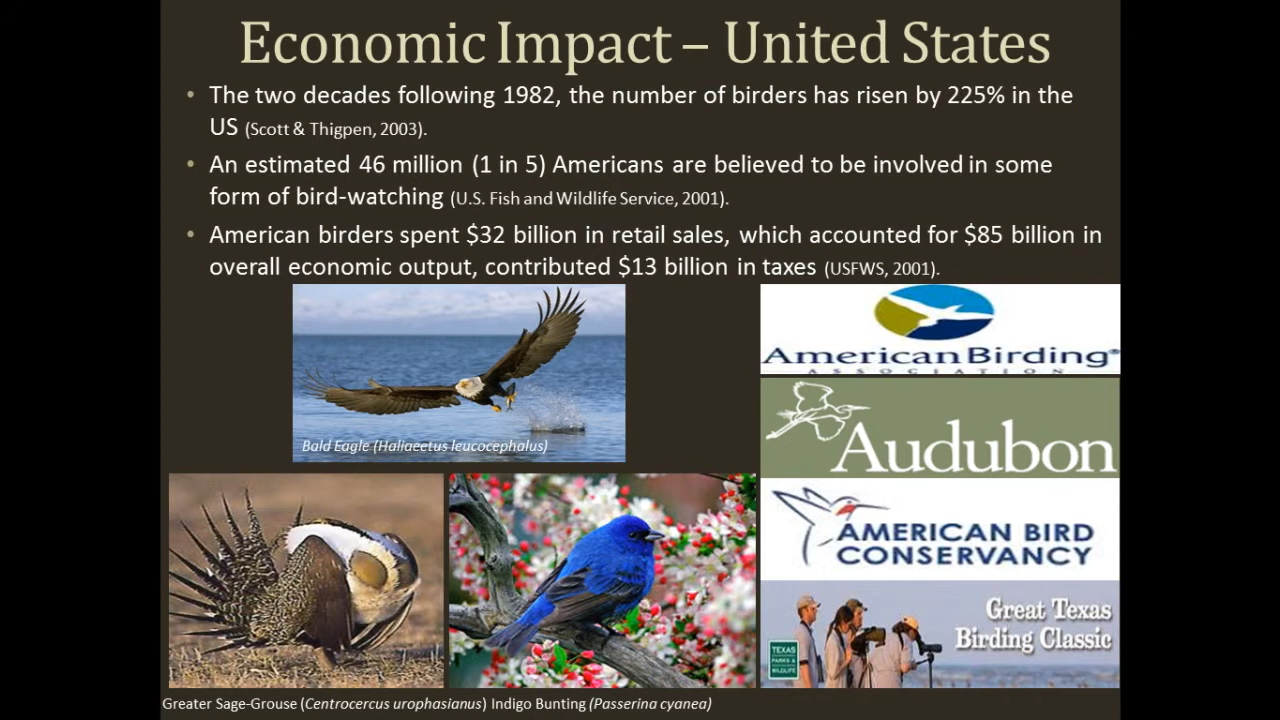 Economic Impact – United States
• The two decades following 1982, the number of birders has risen by 225% in the
US (Scott & Thigpen, 2003).
• An estimated 46 million (1 in 5) Americans are believed to be involved in some
form of bird-watching (U.S. Fish and Wildlife Service, 2001).
• American birders spent $32 billion in retail sales, which accounted for $85 billion in
overall economic output, contributed $13 billion in taxes (USFWS, 2001).
Bald Eagle (Haliaeetus leucocephalus)
American Birding®
ASSOCIATION
Audubon
AMERICAN BIRD
CONSERVANCY
Great Texas
Birding Classic
TEXAS
PARKS &
WILDLIFE
Greater Sage-Grouse (Centrocercus urophasianus) Indigo Bunting (Passerina cyanea)